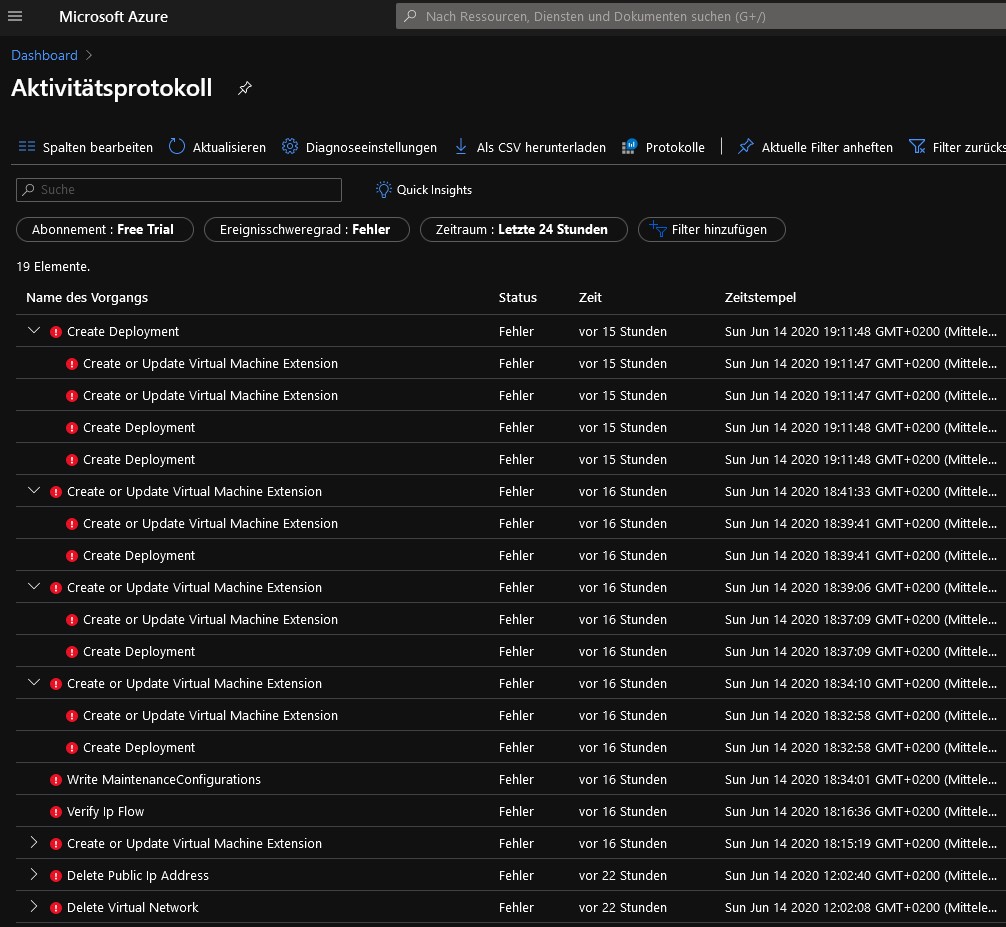 Microsoft Azure
Nach Ressourcen, Diensten und Dokumenten suchen (G+/)
Dashboard
Aktivitätsprotokoll
Spalten bearbeiten Aktualisieren Diagnoseeinstellungen Als CSV herunterladen Protokolle Aktuelle Filter anheften Filter zurücks
Suche Quick Insights
Abonnement : Free Trial Ereignisschweregrad : Fehler Zeitraum : Letzte 24 Stunden Filter hinzufügen
19 Elemente.
Name des Vorgangs Status Zeit Zeitstempel
Create Deployment Fehler vor 15 Stunden Sun Jun 14 2020 19:11:48 GMT+0200 (Mittele...
Create or Update Virtual Machine Extension Fehler vor 15 Stunden Sun Jun 14 2020 19:11:47 GMT+0200 (Mittele...
Create or Update Virtual Machine Extension Fehler vor 15 Stunden Sun Jun 14 2020 19:11:47 GMT+0200 (Mittele...
Create Deployment Fehler vor 15 Stunden Sun Jun 14 2020 19:11:48 GMT+0200 (Mittele...
Create Deployment Fehler vor 15 Stunden Sun Jun 14 2020 19:11:48 GMT+0200 (Mittele...
Create or Update Virtual Machine Extension Fehler vor 16 Stunden Sun Jun 14 2020 18:41:33 GMT+0200 (Mittele...
Create or Update Virtual Machine Extension Fehler vor 16 Stunden Sun Jun 14 2020 18:39:41 GMT+0200 (Mittele...
Create Deployment Fehler vor 16 Stunden Sun Jun 14 2020 18:39:41 GMT+0200 (Mittele...
Create or Update Virtual Machine Extension Fehler vor 16 Stunden Sun Jun 14 2020 18:39:06 GMT+0200 (Mittele...
Create or Update Virtual Machine Extension Fehler vor 16 Stunden Sun Jun 14 2020 18:37:09 GMT+0200 (Mittele...
Create Deployment Fehler vor 16 Stunden Sun Jun 14 2020 18:37:09 GMT+0200 (Mittele...
Create or Update Virtual Machine Extension Fehler vor 16 Stunden Sun Jun 14 2020 18:34:10 GMT+0200 (Mittele...
Create or Update Virtual Machine Extension Fehler vor 16 Stunden Sun Jun 14 2020 18:32:58 GMT+0200 (Mittele...
Create Deployment Fehler vor 16 Stunden Sun Jun 14 2020 18:32:58 GMT+0200 (Mittele...
Write MaintenanceConfigurations Fehler vor 16 Stunden Sun Jun 14 2020 18:34:01 GMT+0200 (Mittele...
Verify Ip Flow Fehler vor 16 Stunden Sun Jun 14 2020 18:16:36 GMT+0200 (Mittele...
Create or Update Virtual Machine Extension Fehler vor 16 Stunden Sun Jun 14 2020 18:15:19 GMT+0200 (Mittele...
Delete Public Ip Address Fehler vor 22 Stunden Sun Jun 14 2020 12:02:40 GMT+0200 (Mittele...
Delete Virtual Network Fehler vor 22 Stunden Sun Jun 14 2020 12:02:08 GMT+0200 (Mittele...